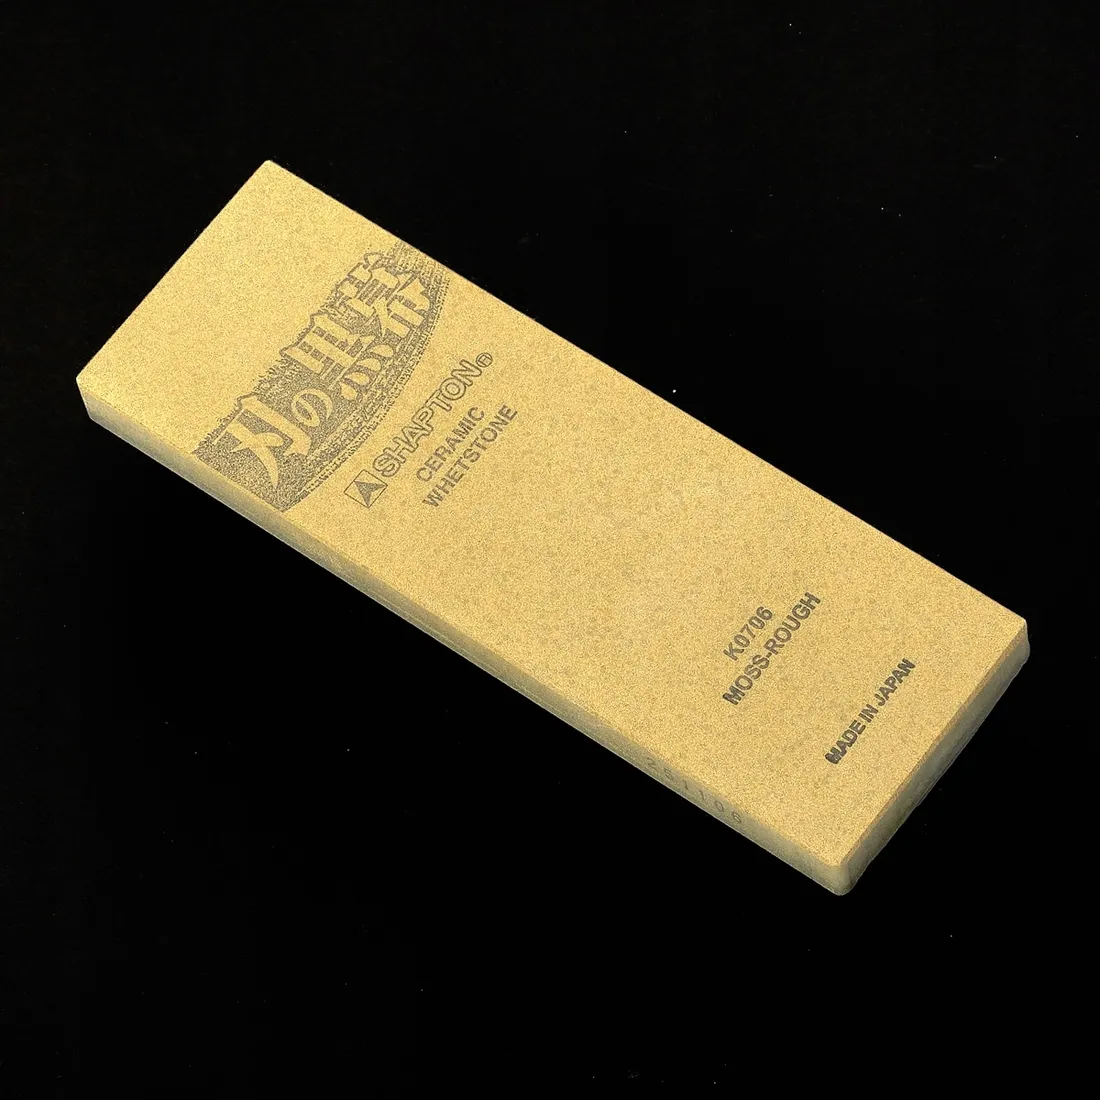 刃の黒幕
SHAPTON®
CERAMIC
WHETSTONE
K0706
MOSS-ROUGH
MADE IN JAPAN